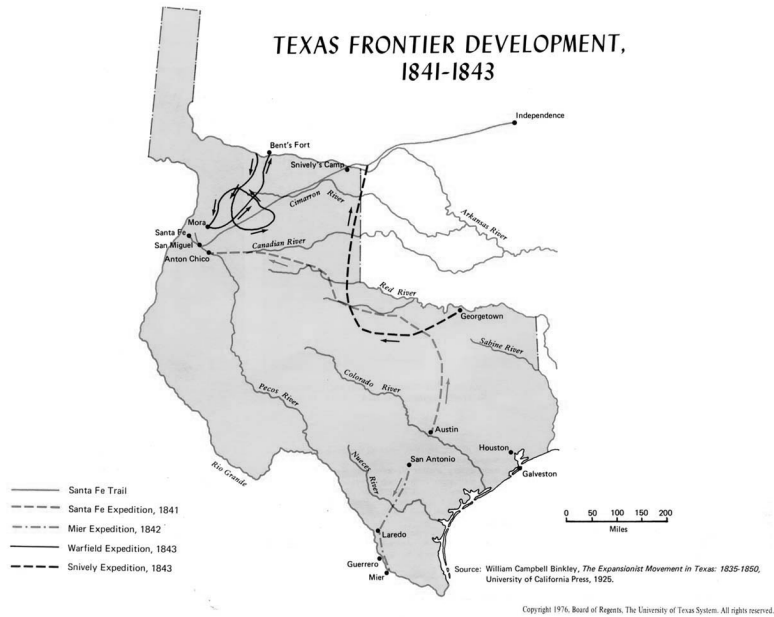 TEXAS FRONTIER DEVELOPMENT,
1841-1843
Independence
Bent's Fort
Snively's Camp
Cimarron River
Arkansas River
Mora
Santa Fe
San Miguel
Canadian River
Anton Chico
Red River
Georgetown
Sabine River
Colorado River
Pecos River
Austin
Houston
San Antonio
Galveston
Nueces River
Rio Grande
Santa Fe Trail
Santa Fe Expedition, 1841
Mier Expedition, 1842
Warfield Expedition, 1843
Snively Expedition, 1843
0 50 100 150 200
Miles
Laredo
Guerrero
Mier
Source: William Campbell Binkley, The Expansionist Movement in Texas: 1835-1850,
University of California Press, 1925.
Copyright 1976, Board of Regents, The University of Texas System. All rights reserved.